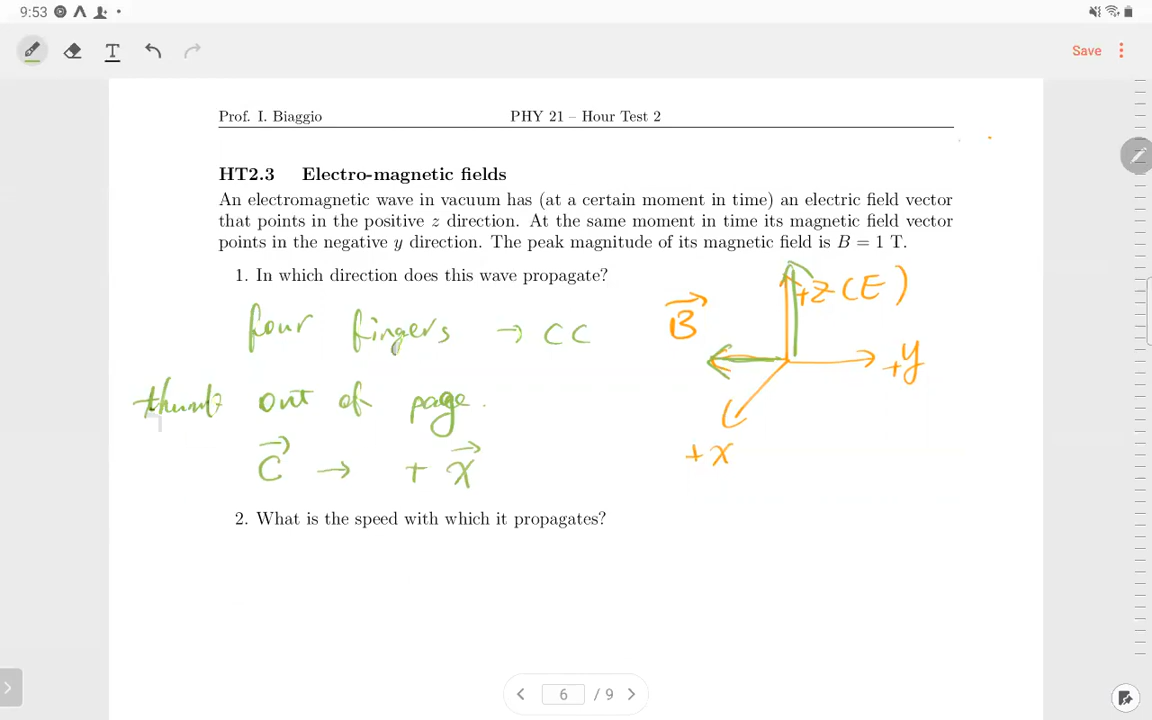 9:53
T
Save
Prof. I. Biaggio PHY 21 – Hour Test 2
HT2.3 Electro-magnetic fields
An electromagnetic wave in vacuum has (at a certain moment in time) an electric field vector
that points in the positive z direction. At the same moment in time its magnetic field vector
points in the negative y direction. The peak magnitude of its magnetic field is B = 1 T.
1. In which direction does this wave propagate?
+z (E)
B
four fingers → CC
+y
thumb out of page.
+x
C → + x
2. What is the speed with which it propagates?
6 / 9